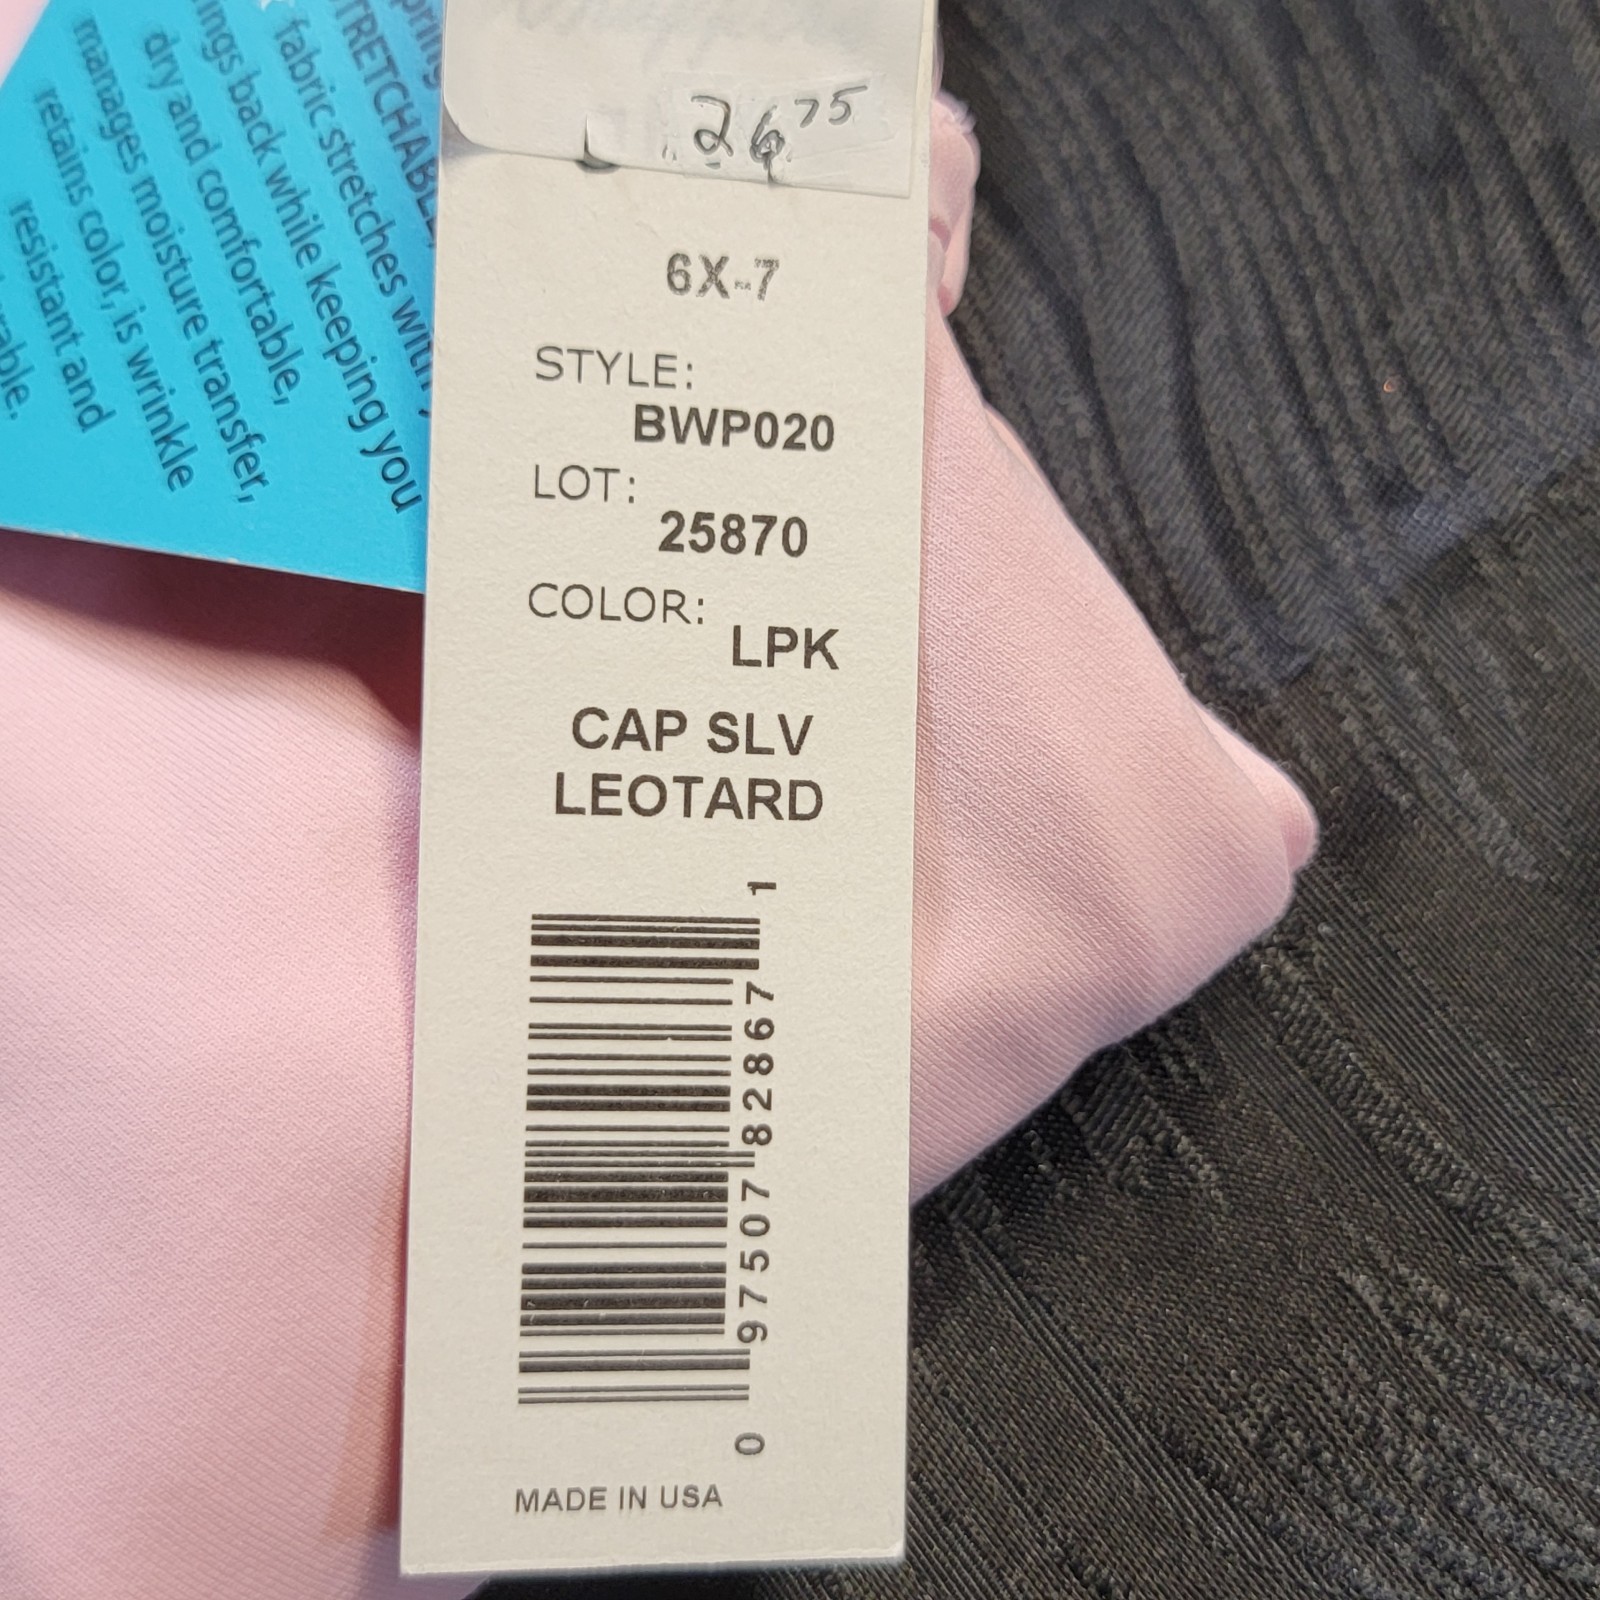 26 75
6X-7
STYLE:
BWP020
LOT:
25870
COLOR:
LPK
CAP SLV
LEOTARD
0 97507 82867 1
MADE IN USA
fabric stretches with
back while keeping you
dry and comfortable,
manages moisture transfer,
retains color, is wrinkle
resistant and